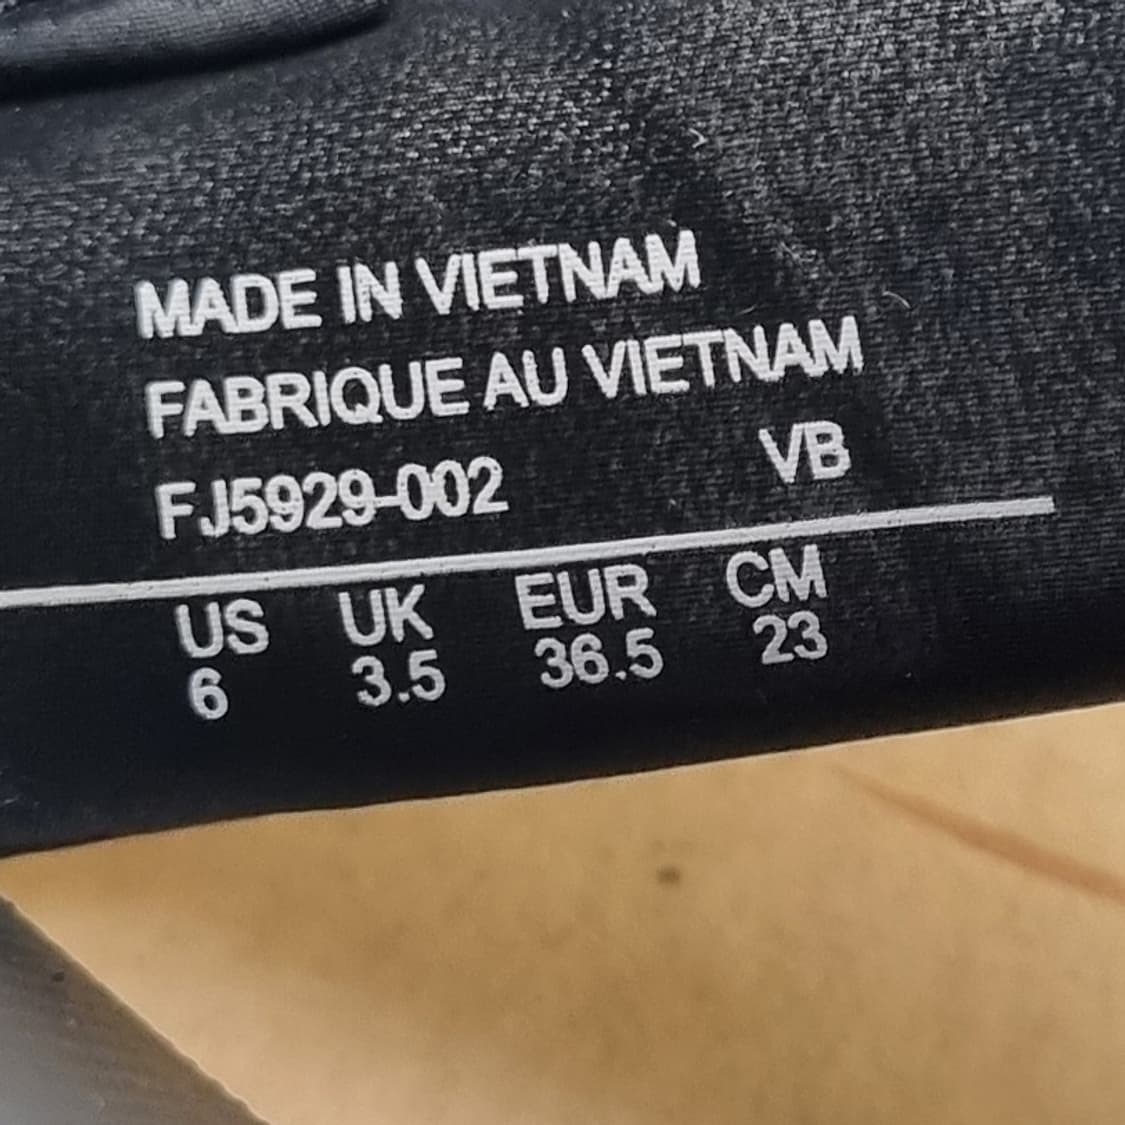 MADE IN VIETNAM
FABRIQUE AU VIETNAM
FJ5929-002 VB
US UK EUR CM
6 3.5 36.5 23